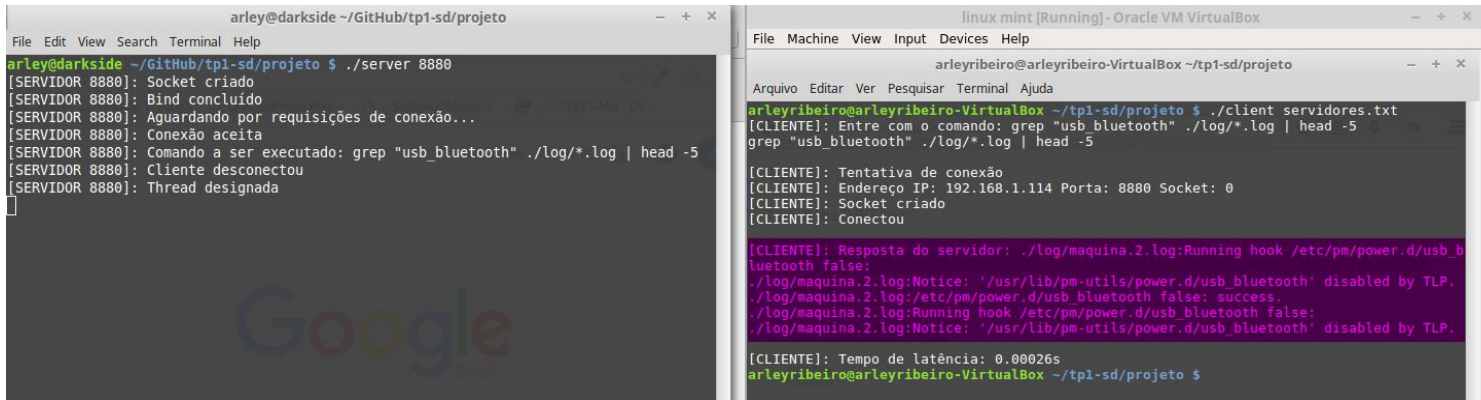 arley@darkside ~/GitHub/tp1-sd/projeto
File Edit View Search Terminal Help
arley@darkside ~/GitHub/tp1-sd/projeto $ ./server 8880
[SERVIDOR 8880]: Socket criado
[SERVIDOR 8880]: Bind concluído
[SERVIDOR 8880]: Aguardando por requisições de conexão...
[SERVIDOR 8880]: Conexão aceita
[SERVIDOR 8880]: Comando a ser executado: grep "usb_bluetooth" ./log/*.log | head -5
[SERVIDOR 8880]: Cliente desconectou
[SERVIDOR 8880]: Thread designada
Google
linux mint [Running] - Oracle VM VirtualBox
File Machine View Input Devices Help
arleyribeiro@arleyribeiro-VirtualBox ~/tp1-sd/projeto
Arquivo Editar Ver Pesquisar Terminal Ajuda
arleyribeiro@arleyribeiro-VirtualBox ~/tp1-sd/projeto $ ./client servidores.txt
[CLIENTE]: Entre com o comando: grep "usb_bluetooth" ./log/*.log | head -5
grep "usb_bluetooth" ./log/*.log | head -5
[CLIENTE]: Tentativa de conexão
[CLIENTE]: Endereço IP: 192.168.1.114 Porta: 8880 Socket: 0
[CLIENTE]: Socket criado
[CLIENTE]: Conectou
[CLIENTE]: Resposta do servidor: ./log/maquina.2.log:Running hook /etc/pm/power.d/usb_b
luetooth false:
./log/maquina.2.log:Notice: '/usr/lib/pm-utils/power.d/usb_bluetooth' disabled by TLP.
./log/maquina.2.log:/etc/pm/power.d/usb_bluetooth false: success.
./log/maquina.2.log:Running hook /etc/pm/power.d/usb_bluetooth false:
./log/maquina.2.log:Notice: '/usr/lib/pm-utils/power.d/usb_bluetooth' disabled by TLP.
[CLIENTE]: Tempo de latência: 0.00026s
arleyribeiro@arleyribeiro-VirtualBox ~/tp1-sd/projeto $